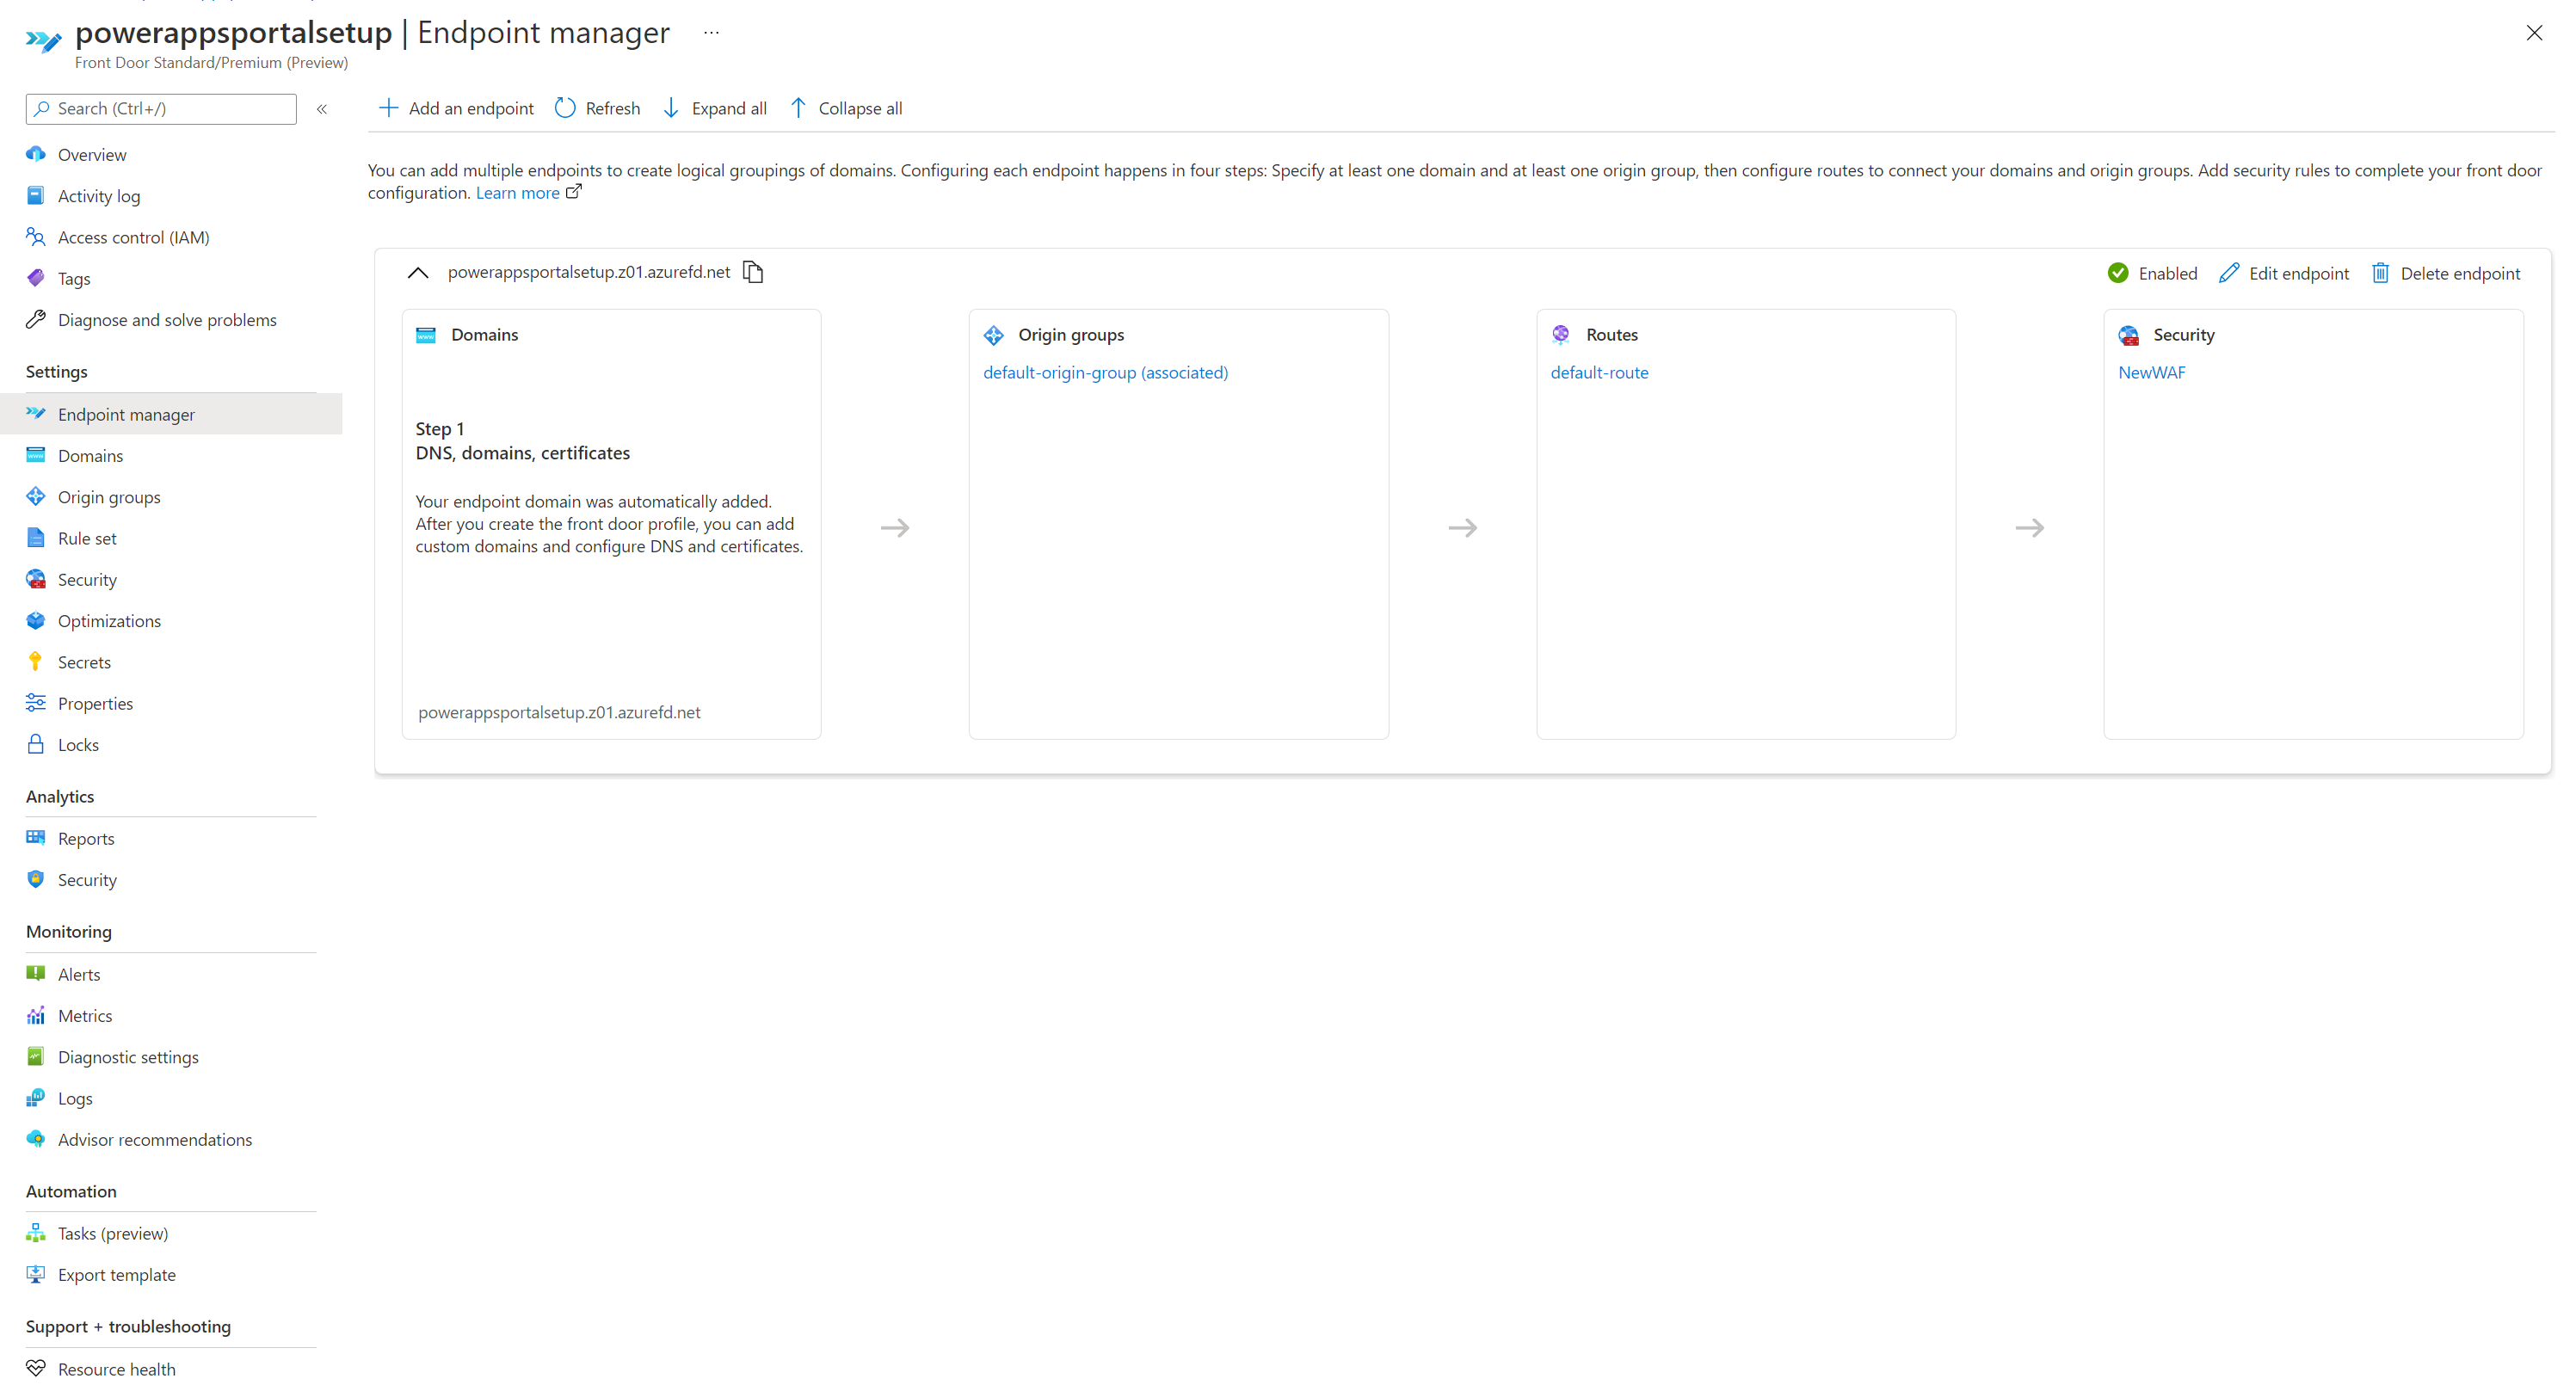 powerappsportalsetup | Endpoint manager ...
Front Door Standard/Premium (Preview)
Search (Ctrl+/)
«
Overview
Activity log
Access control (IAM)
Tags
Diagnose and solve problems
Settings
Endpoint manager
Domains
Origin groups
Rule set
Security
Optimizations
Secrets
Properties
Locks
Analytics
Reports
Security
Monitoring
Alerts
Metrics
Diagnostic settings
Logs
Advisor recommendations
Automation
Tasks (preview)
Export template
Support + troubleshooting
Resource health
Add an endpoint
Refresh
Expand all
Collapse all
You can add multiple endpoints to create logical groupings of domains. Configuring each endpoint happens in four steps: Specify at least one domain and at least one origin group, then configure routes to connect your domains and origin groups. Add security rules to complete your front door
configuration. Learn more
powerappsportalsetup.z01.azurefd.net
Enabled
Edit endpoint
Delete endpoint
Domains
Step 1
DNS, domains, certificates
Your endpoint domain was automatically added.
After you create the front door profile, you can add
custom domains and configure DNS and certificates.
powerappsportalsetup.z01.azurefd.net
Origin groups
default-origin-group (associated)
Routes
default-route
Security
NewWAF